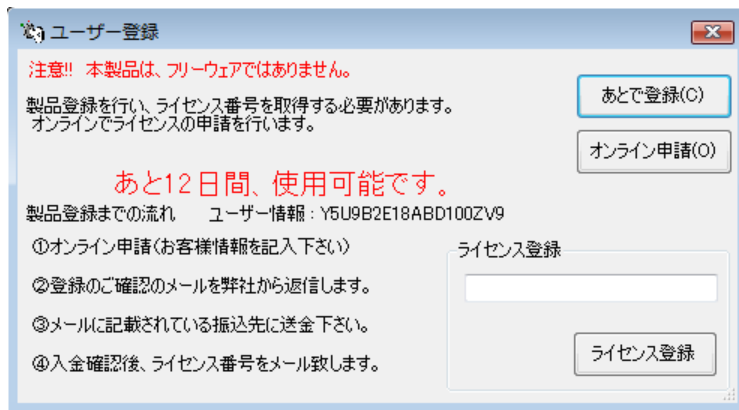 ユーザー登録
注意!! 本製品は、フリーウェアではありません。
製品登録を行い、ライセンス番号を取得する必要があります。
オンラインでライセンスの申請を行います。
あとで登録(C)
オンライン申請(O)
あと12日間、使用可能です。
製品登録までの流れ ユーザー情報:Y5U9B2E18ABD100ZV9
①オンライン申請(お客様情報を記入下さい)
②登録のご確認のメールを弊社から返信します。
③メールに記載されている振込先に送金下さい。
④入金確認後、ライセンス番号をメール致します。
ライセンス登録
ライセンス登録